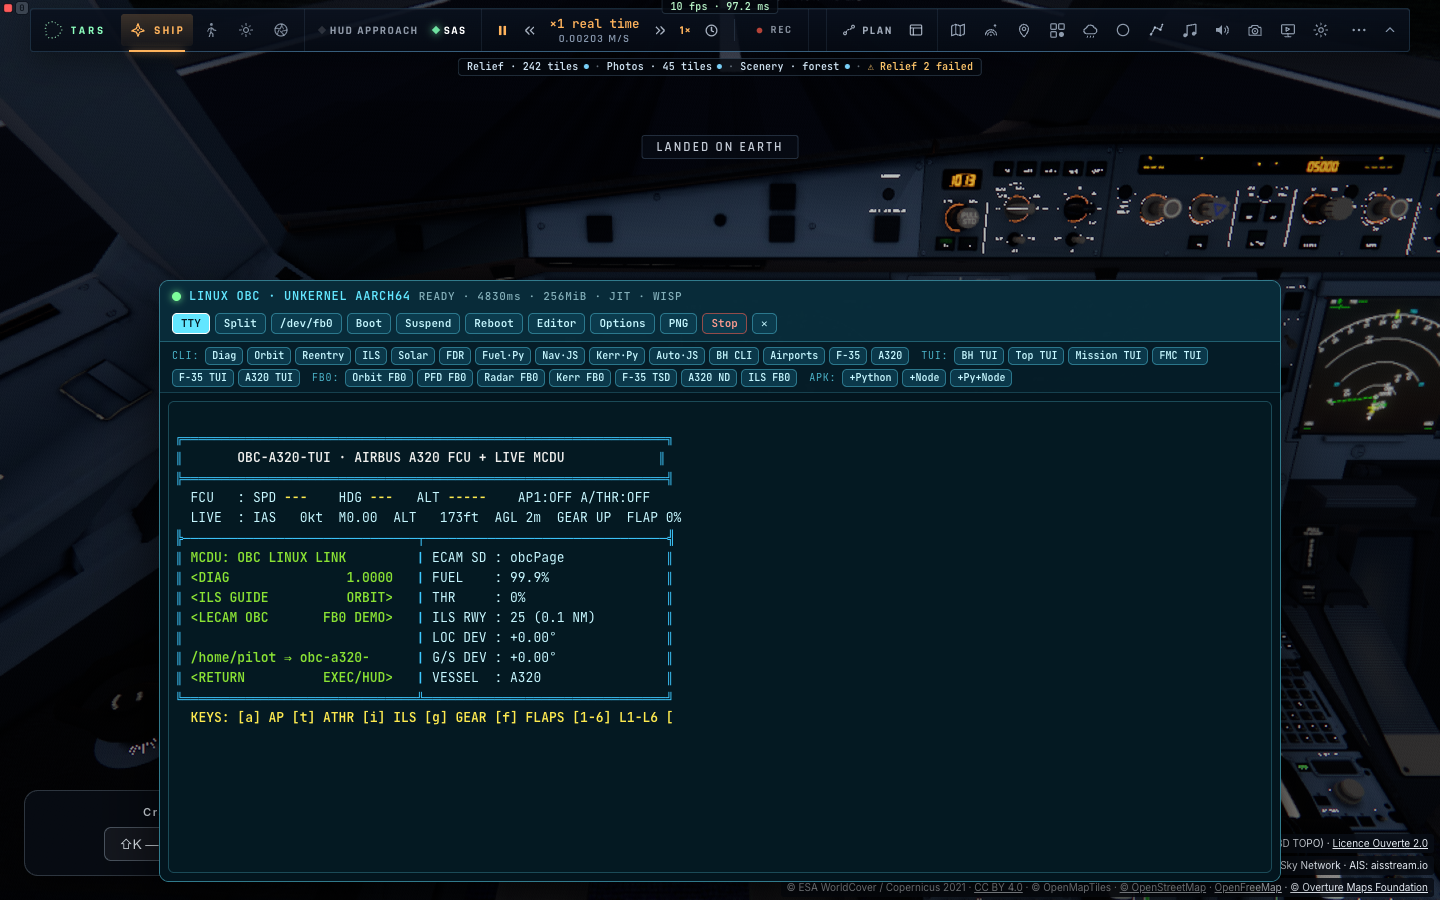 10 fps · 97.2 ms
TARS
SHIP
HUD APPROACH
SAS
×1 real time
0.00203 M/S
1×
REC
PLAN
Relief · 242 tiles · Photos · 45 tiles · Scenery · forest · ⚠ Relief 2 failed
LANDED ON EARTH
1013
05000
PULL
STD
LINUX OBC · UNKERNEL AARCH64 READY · 4830ms · 256MiB · JIT · WISP
TTY Split /dev/fb0 Boot Suspend Reboot Editor Options PNG Stop ×
CLI: Diag Orbit Reentry ILS Solar FDR Fuel·Py Nav·JS Kerr·Py Auto·JS BH CLI Airports F-35 A320 TUI: BH TUI Top TUI Mission TUI FMC TUI
F-35 TUI A320 TUI FB0: Orbit FB0 PFD FB0 Radar FB0 Kerr FB0 F-35 TSD A320 ND ILS FB0 APK: +Python +Node +Py+Node
OBC-A320-TUI · AIRBUS A320 FCU + LIVE MCDU
FCU : SPD --- HDG --- ALT ----- AP1:OFF A/THR:OFF
LIVE : IAS 0kt M0.00 ALT 173ft AGL 2m GEAR UP FLAP 0%
MCDU: OBC LINUX LINK | ECAM SD : obcPage
<DIAG 1.0000 | FUEL : 99.9%
<ILS GUIDE ORBIT> | THR : 0%
<LECAM OBC FB0 DEMO> | ILS RWY : 25 (0.1 NM)
| LOC DEV : +0.00°
/home/pilot ⇒ obc-a320- | G/S DEV : +0.00°
<RETURN EXEC/HUD> | VESSEL : A320
KEYS: [a] AP [t] ATHR [i] ILS [g] GEAR [f] FLAPS [1-6] L1-L6 [
Cr
⇧K —
D TOPO) · Licence Ouverte 2.0
Sky Network · AIS: aisstream.io
© ESA WorldCover / Copernicus 2021 · CC BY 4.0 · © OpenMapTiles · © OpenStreetMap · OpenFreeMap · © Overture Maps Foundation